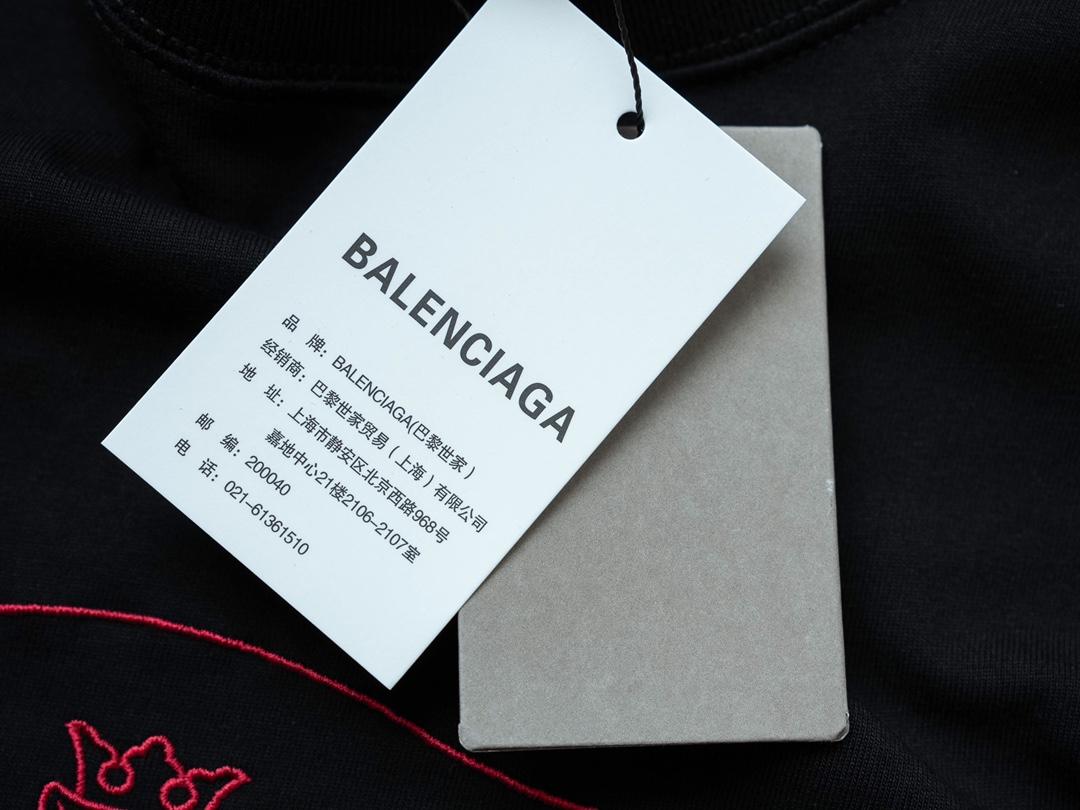 BALENCIAGA
品 牌：BALENCIAGA(巴黎世家）
经销商：巴黎世家贸易（上海）有限公司
地 址：上海市静安区北京西路968号
嘉地中心21楼2106-2107室
邮 编：200040
电 话：021-61361510